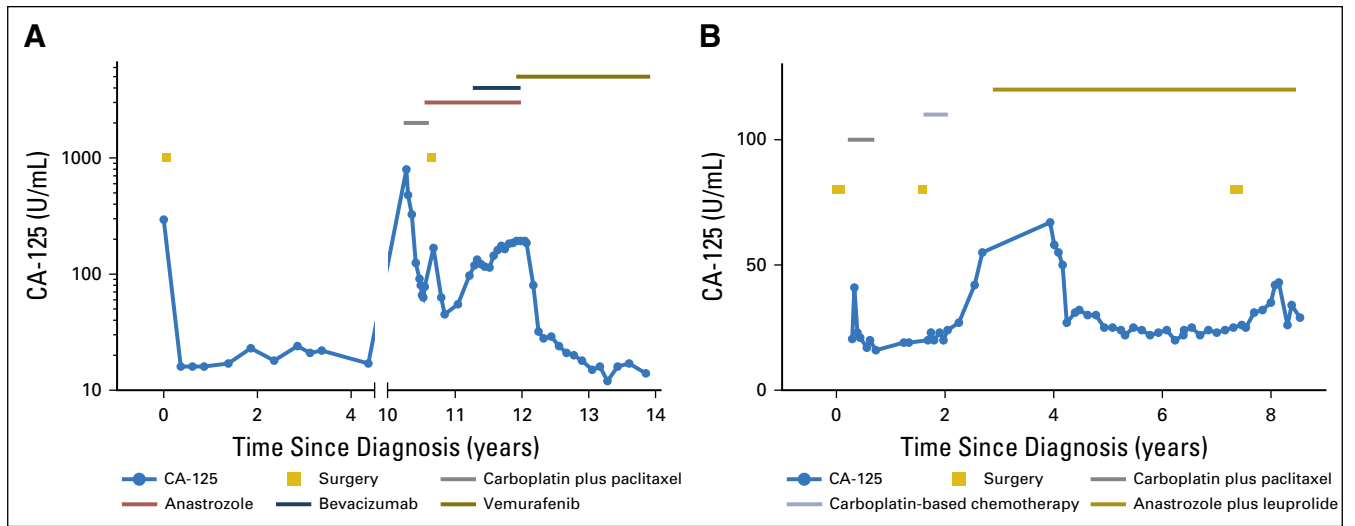 A
CA-125 (U/mL)
1000
100
10
0 2 4 10 11 12 13 14
Time Since Diagnosis (years)
CA-125 Surgery Carboplatin plus paclitaxel
Anastrozole Bevacizumab Vemurafenib
B
CA-125 (U/mL)
100
50
0
0 2 4 6 8
Time Since Diagnosis (years)
CA-125 Surgery Carboplatin plus paclitaxel
Carboplatin-based chemotherapy Anastrozole plus leuprolide